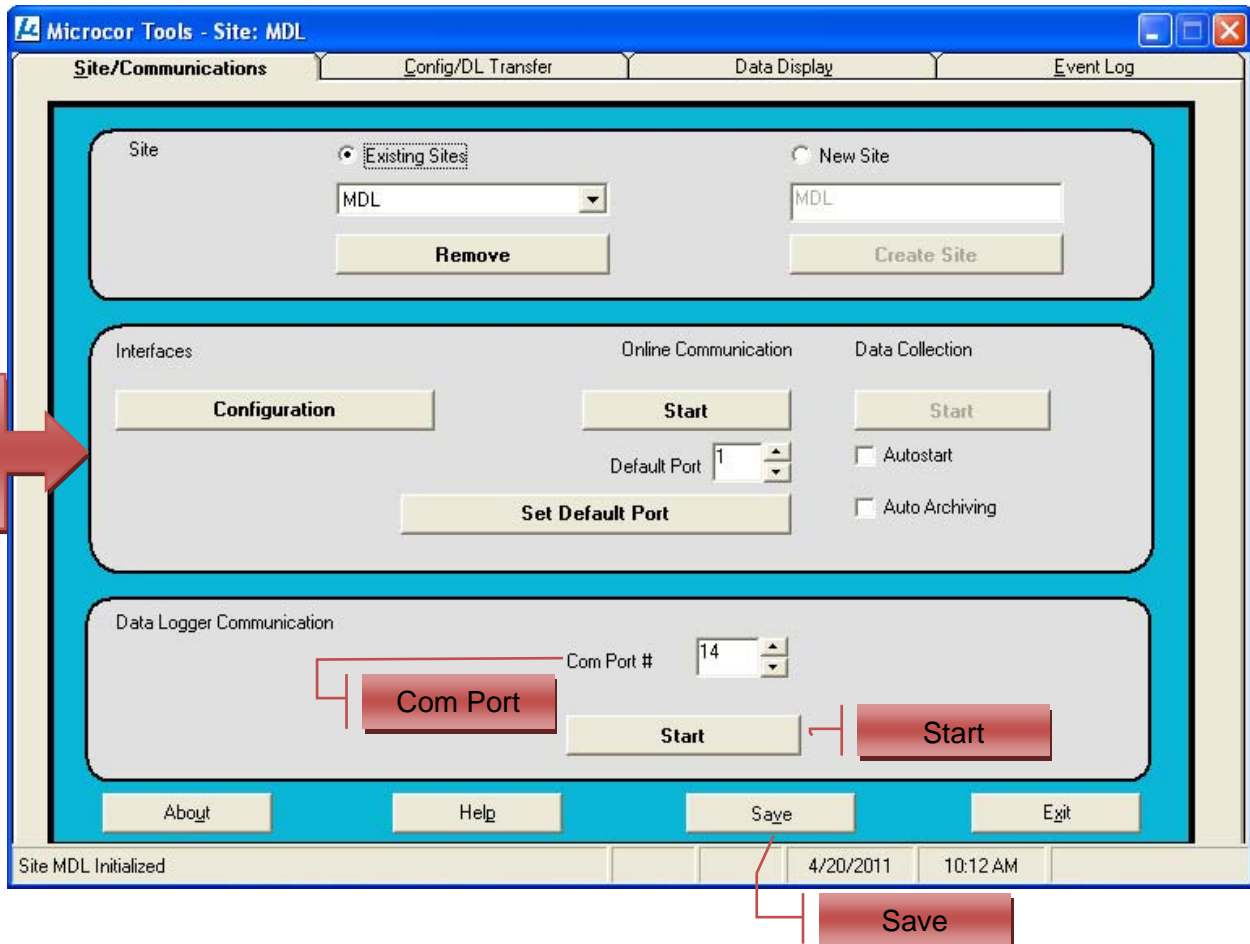 Microcor Tools - Site: MDL
Site/Communications Config/DL Transfer Data Display Event Log
Site Existing Sites New Site
MDL MDL
Remove Create Site
Interfaces Online Communication Data Collection
Configuration Start Start
Default Port 1 Autostart
Set Default Port Auto Archiving
Data Logger Communication
Com Port # 14
Com Port
Start Start
About Help Save Exit
Site MDL Initialized 4/20/2011 10:12 AM
Save